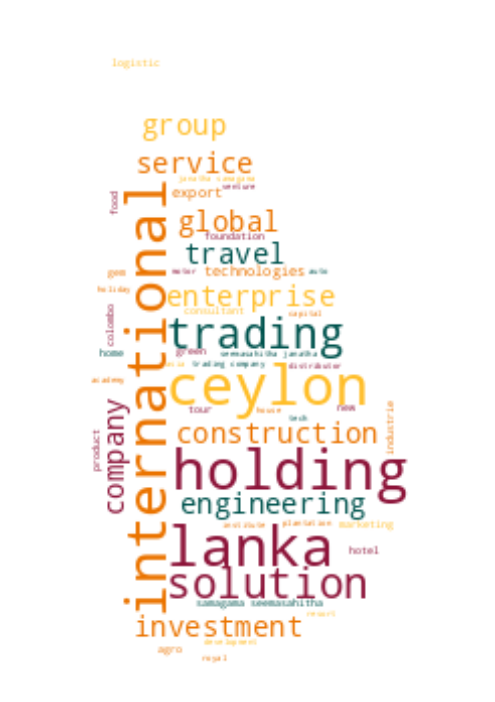 logistic
group
service
janatha samagama
venture
export
food
international
global
foundation
travel
gem
motor
technologies
auto
holiday
enterprise
consultant
capital
colombo
trading
home
green
seemasahitha janatha
trading company
distributor
academy
ceylon
company
tour
house
new
tech
industrie
construction
product
holding
engineering
institute
plantation
marketing
lanka
hotel
solution
samagama seemasahitha
resort
investment
development
agro
royal